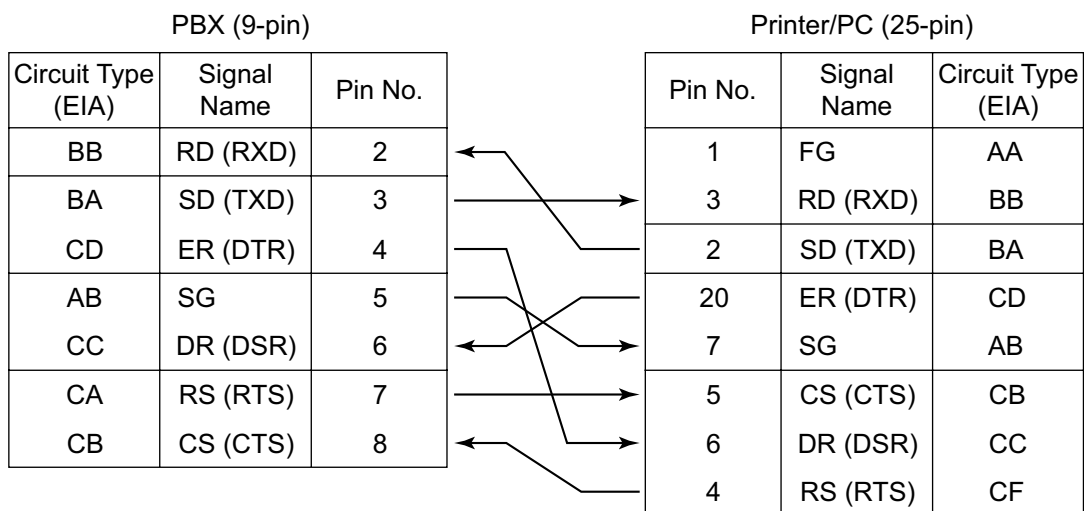 PBX (9-pin)
Printer/PC (25-pin)
Circuit Type (EIA) Signal Name Pin No.
BB RD (RXD) 2
BA SD (TXD) 3
CD ER (DTR) 4
AB SG 5
CC DR (DSR) 6
CA RS (RTS) 7
CB CS (CTS) 8
Pin No. Signal Name Circuit Type (EIA)
1 FG AA
3 RD (RXD) BB
2 SD (TXD) BA
20 ER (DTR) CD
7 SG AB
5 CS (CTS) CB
6 DR (DSR) CC
4 RS (RTS) CF